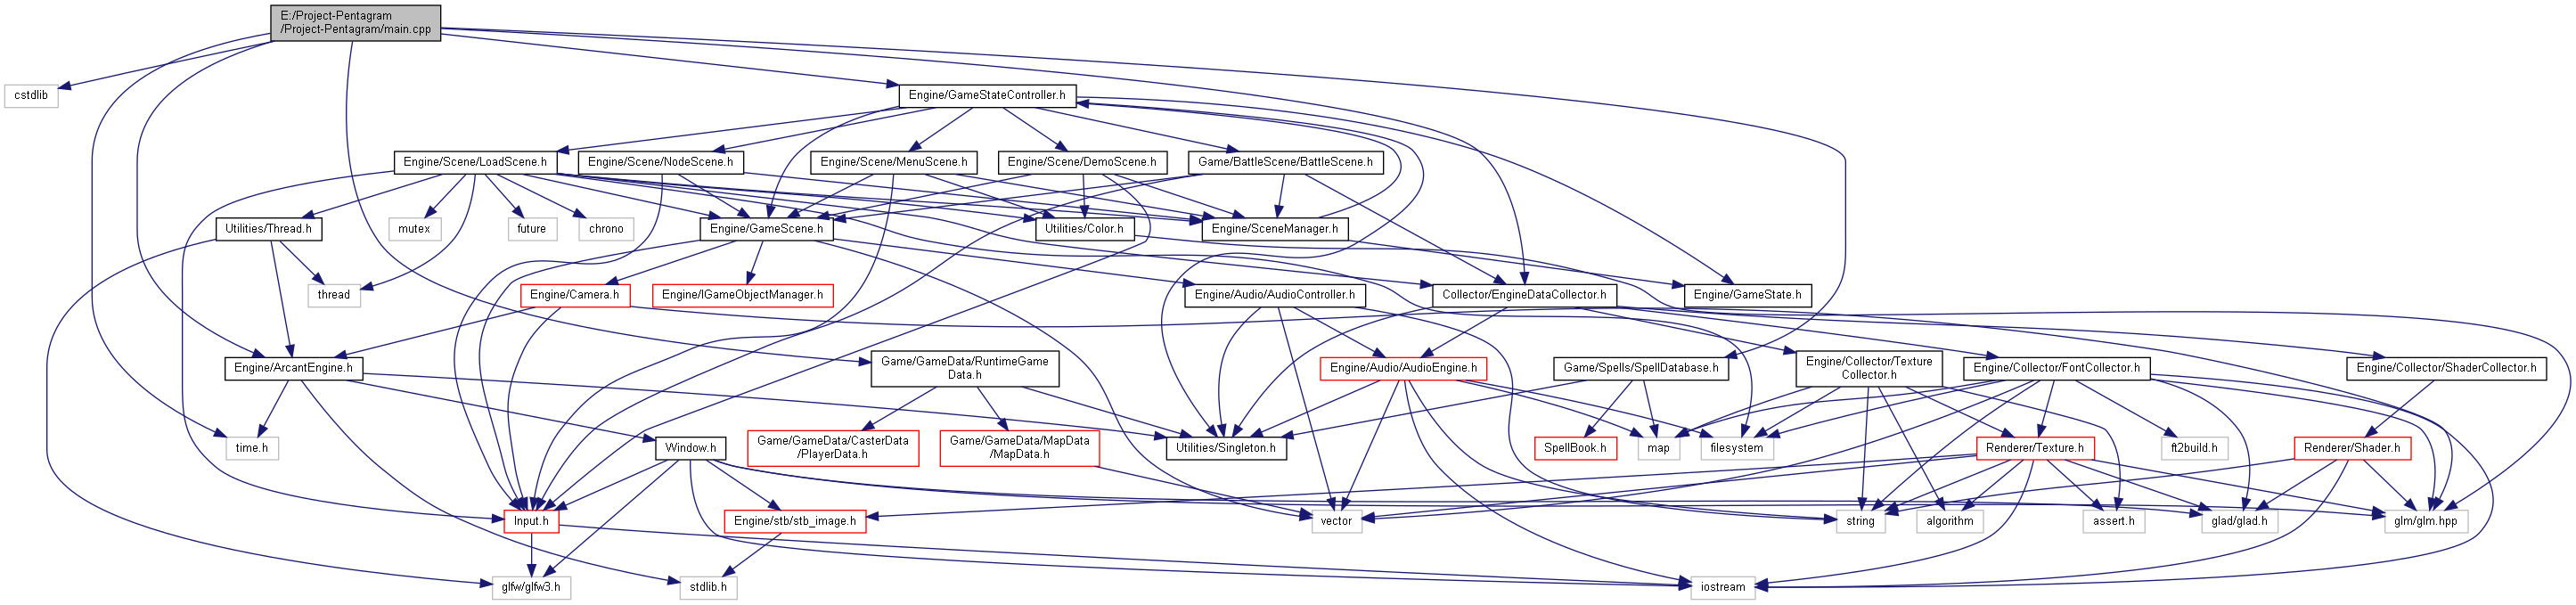 E:/Project-Pentagram
/Project-Pentagram/main.cpp
cstdlib
Engine/GameStateController.h
Engine/Scene/LoadScene.h
Engine/Scene/NodeScene.h
Engine/Scene/MenuScene.h
Engine/Scene/DemoScene.h
Game/BattleScene/BattleScene.h
Utilities/Thread.h
mutex
future
chrono
Engine/GameScene.h
Utilities/Color.h
Engine/SceneManager.h
thread
Engine/Camera.h
Engine/IGameObjectManager.h
Engine/Audio/AudioController.h
Collector/EngineDataCollector.h
Engine/GameState.h
Engine/ArcantEngine.h
Game/GameData/RuntimeGame
Data.h
Engine/Audio/AudioEngine.h
Game/Spells/SpellDatabase.h
Engine/Collector/Texture
Collector.h
Engine/Collector/FontCollector.h
Engine/Collector/ShaderCollector.h
time.h
Window.h
Game/GameData/CasterData
/PlayerData.h
Game/GameData/MapData
/MapData.h
Utilities/Singleton.h
SpellBook.h
map
filesystem
Renderer/Texture.h
ft2build.h
Renderer/Shader.h
Input.h
Engine/stb/stb_image.h
vector
string
algorithm
assert.h
glad/glad.h
glm/glm.hpp
glfw/glfw3.h
stdlib.h
iostream